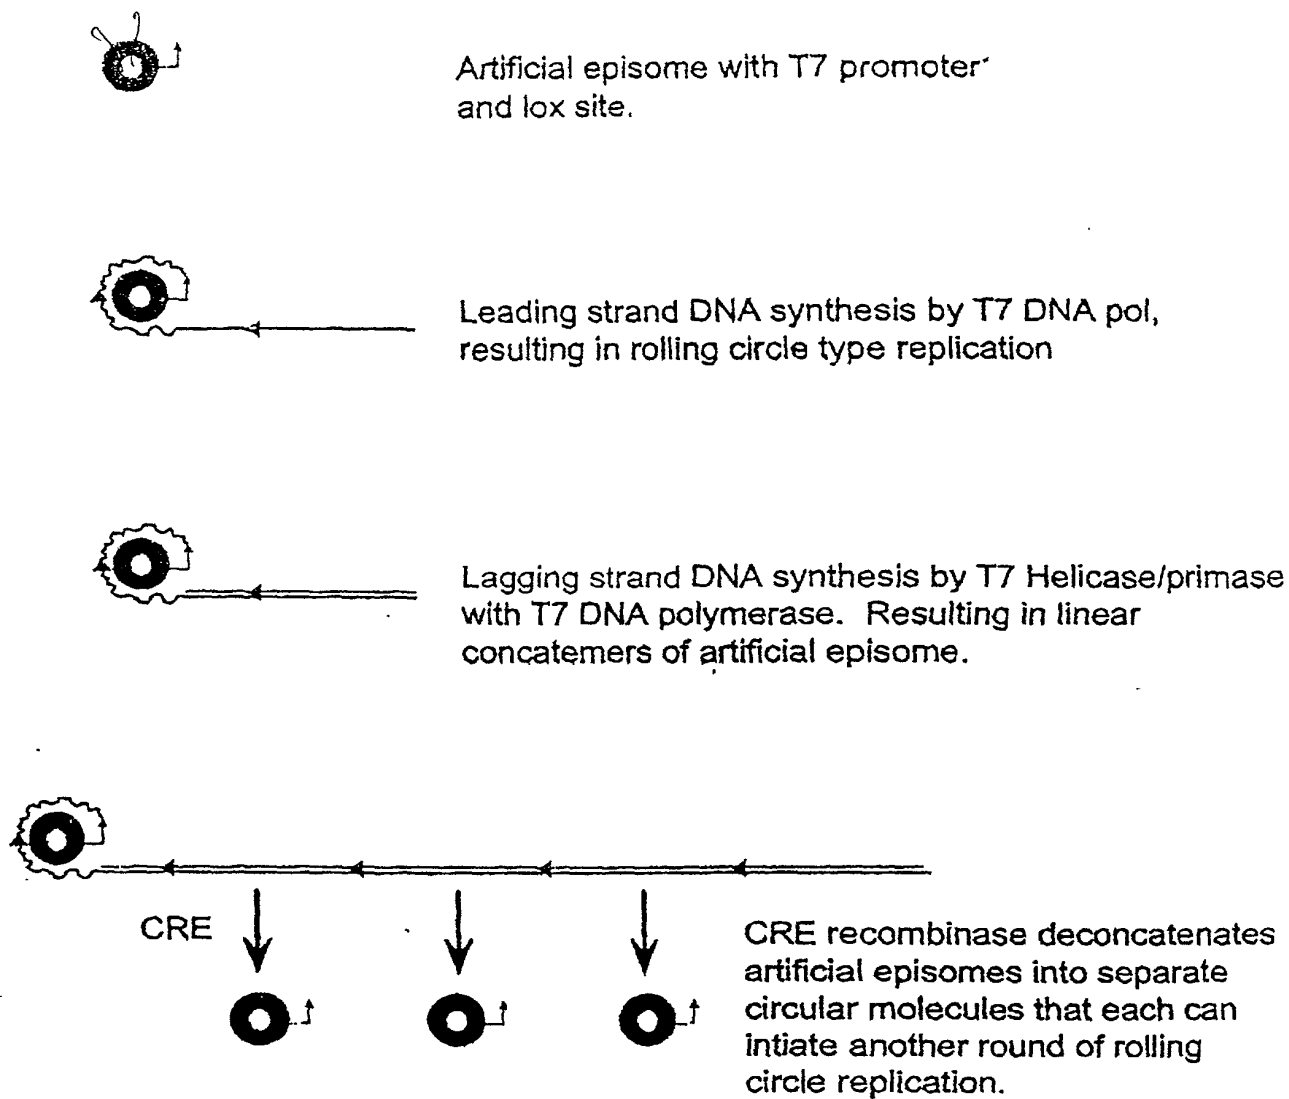 Artificial episome with T7 promoter
and lox site.
Leading strand DNA synthesis by T7 DNA pol,
resulting in rolling circle type replication
Lagging strand DNA synthesis by T7 Helicase/primase
with T7 DNA polymerase. Resulting in linear
concatemers of artificial episome.
CRE
CRE recombinase deconcatenates
artificial episomes into separate
circular molecules that each can
intiate another round of rolling
circle replication.